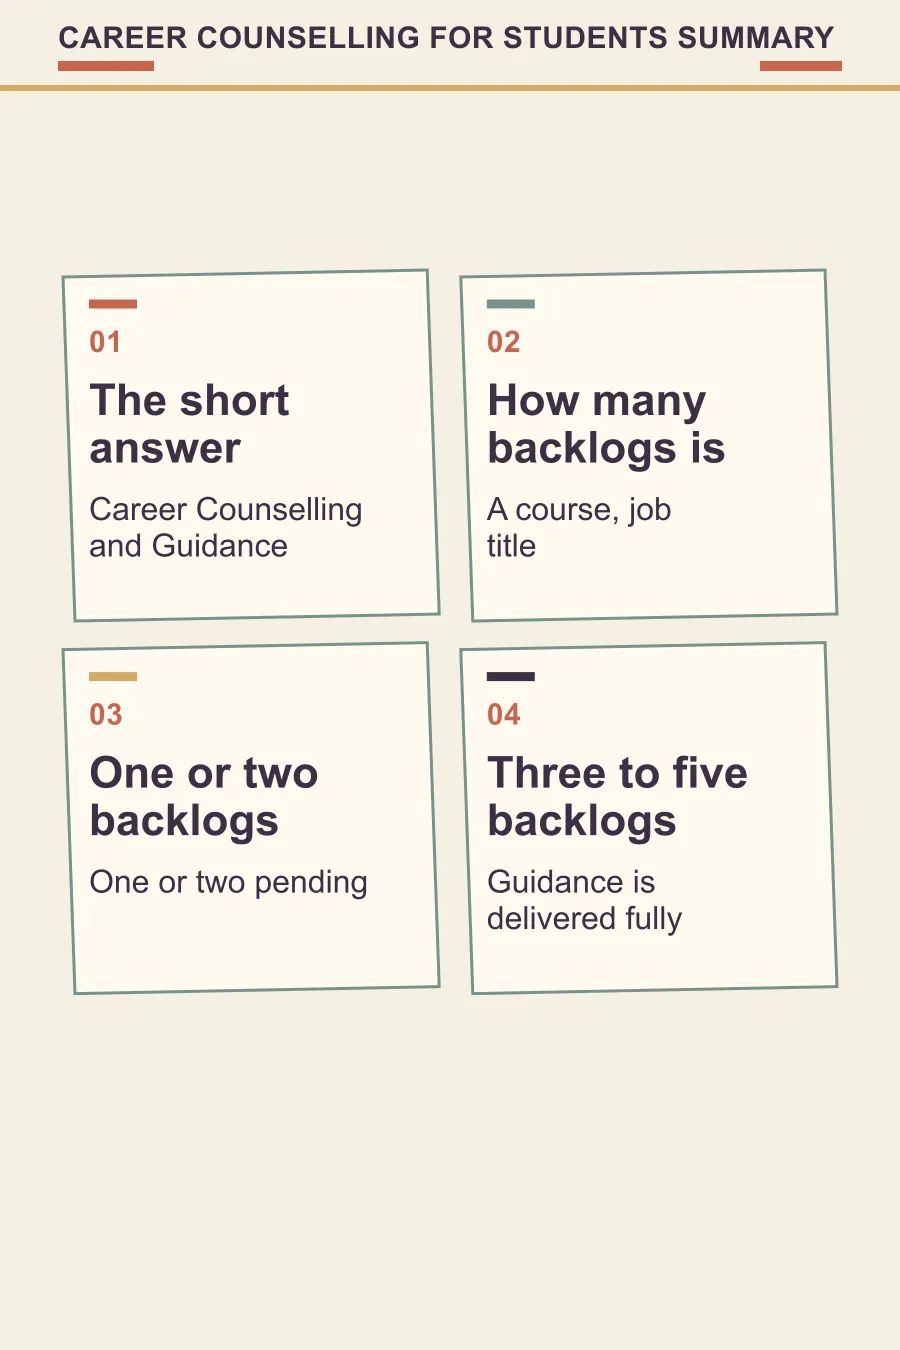 CAREER COUNSELLING FOR STUDENTS SUMMARY
01
The short
answer
Career Counselling
and Guidance
02
How many
backlogs is
A course, job
title
03
One or two
backlogs
One or two pending
04
Three to five
backlogs
Guidance is
delivered fully